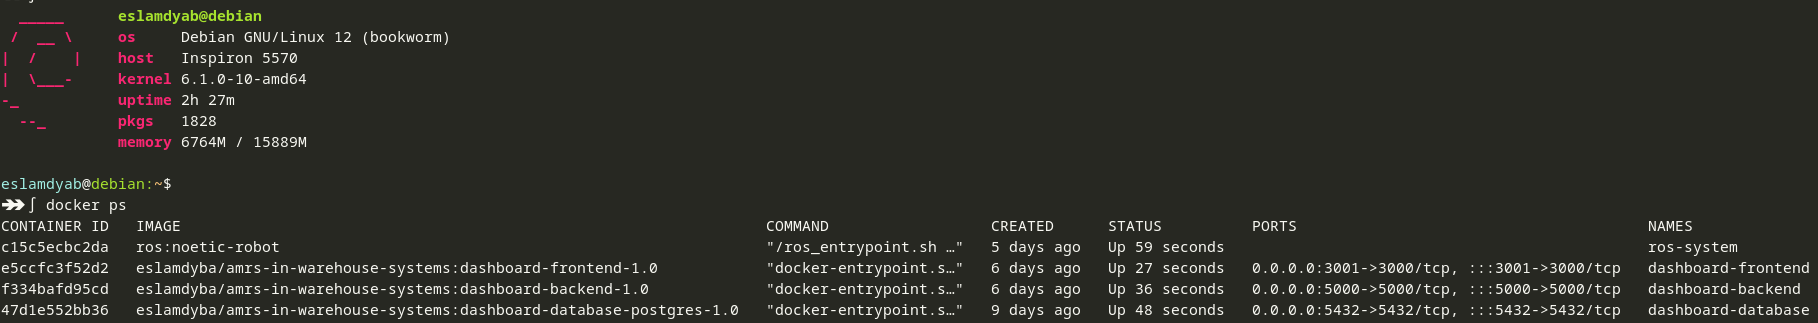 eslamdyab@debian
os Debian GNU/Linux 12 (bookworm)
host Inspiron 5570
kernel 6.1.0-10-amd64
uptime 2h 27m
pkgs 1828
memory 6764M / 15889M
eslamdyab@debian:~$
➔➔ ∫ docker ps
CONTAINER ID IMAGE COMMAND CREATED STATUS PORTS NAMES
c15c5ecbc2da ros:noetic-robot "/ros_entrypoint.sh …" 5 days ago Up 59 seconds ros-system
e5ccfc3f52d2 eslamdyba/amrs-in-warehouse-systems:dashboard-frontend-1.0 "docker-entrypoint.s…" 6 days ago Up 27 seconds 0.0.0.0:3001->3000/tcp, :::3001->3000/tcp dashboard-frontend
f334bafd95cd eslamdyba/amrs-in-warehouse-systems:dashboard-backend-1.0 "docker-entrypoint.s…" 6 days ago Up 36 seconds 0.0.0.0:5000->5000/tcp, :::5000->5000/tcp dashboard-backend
47d1e552bb36 eslamdyba/amrs-in-warehouse-systems:dashboard-database-postgres-1.0 "docker-entrypoint.s…" 9 days ago Up 48 seconds 0.0.0.0:5432->5432/tcp, :::5432->5432/tcp dashboard-database